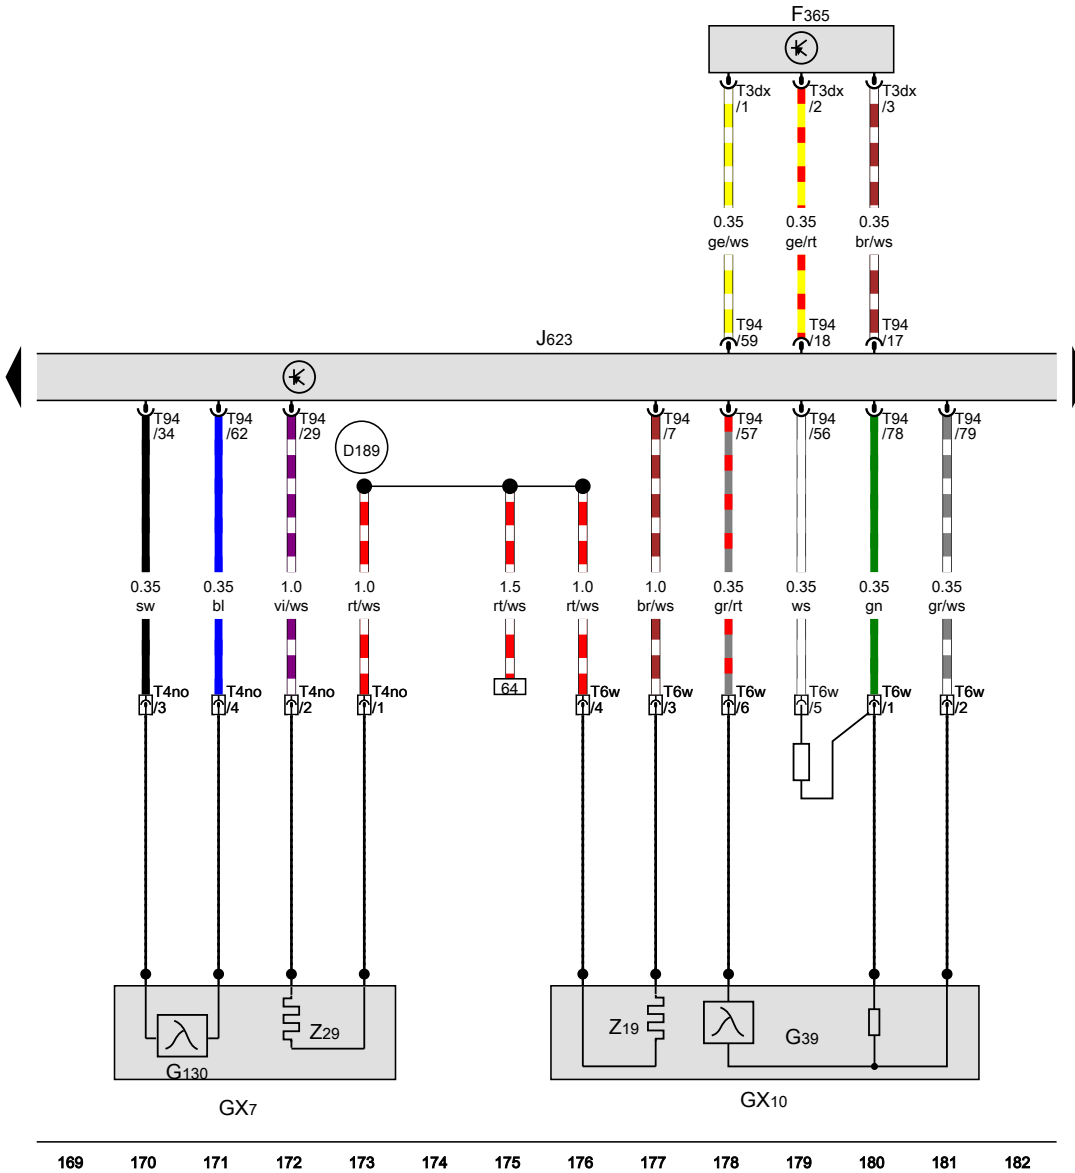 F365
T3dx T3dx T3dx
/1 /2 /3
0.35 0.35 0.35
ge/ws ge/rt br/ws
T94 T94 T94
/59 /18 /17
J623
T94 T94 T94 T94 T94 T94 T94 T94
/34 /62 /29 /7 /57 /56 /78 /79
D189
0.35 0.35 1.0 1.0 1.5 1.0 1.0 0.35 0.35 0.35 0.35
sw bl vi/ws rt/ws rt/ws rt/ws br/ws gr/rt ws gn gr/ws
64
T4no T4no T4no T4no T6w T6w T6w T6w T6w T6w
/3 /4 /2 /1 /4 /3 /6 /5 /1 /2
Z29 Z19 G39
G130
GX7 GX10
169 170 171 172 173 174 175 176 177 178 179 180 181 182